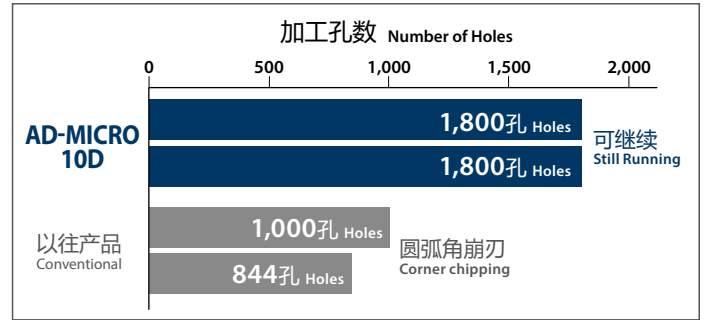 加工孔数 Number of Holes
0 500 1,000 1,500 2,000
AD-MICRO
10D
1,800孔 Holes
1,800孔 Holes
可继续
Still Running
以往产品
Conventional
1,000孔 Holes
844孔 Holes
圆弧角崩刃
Corner chipping